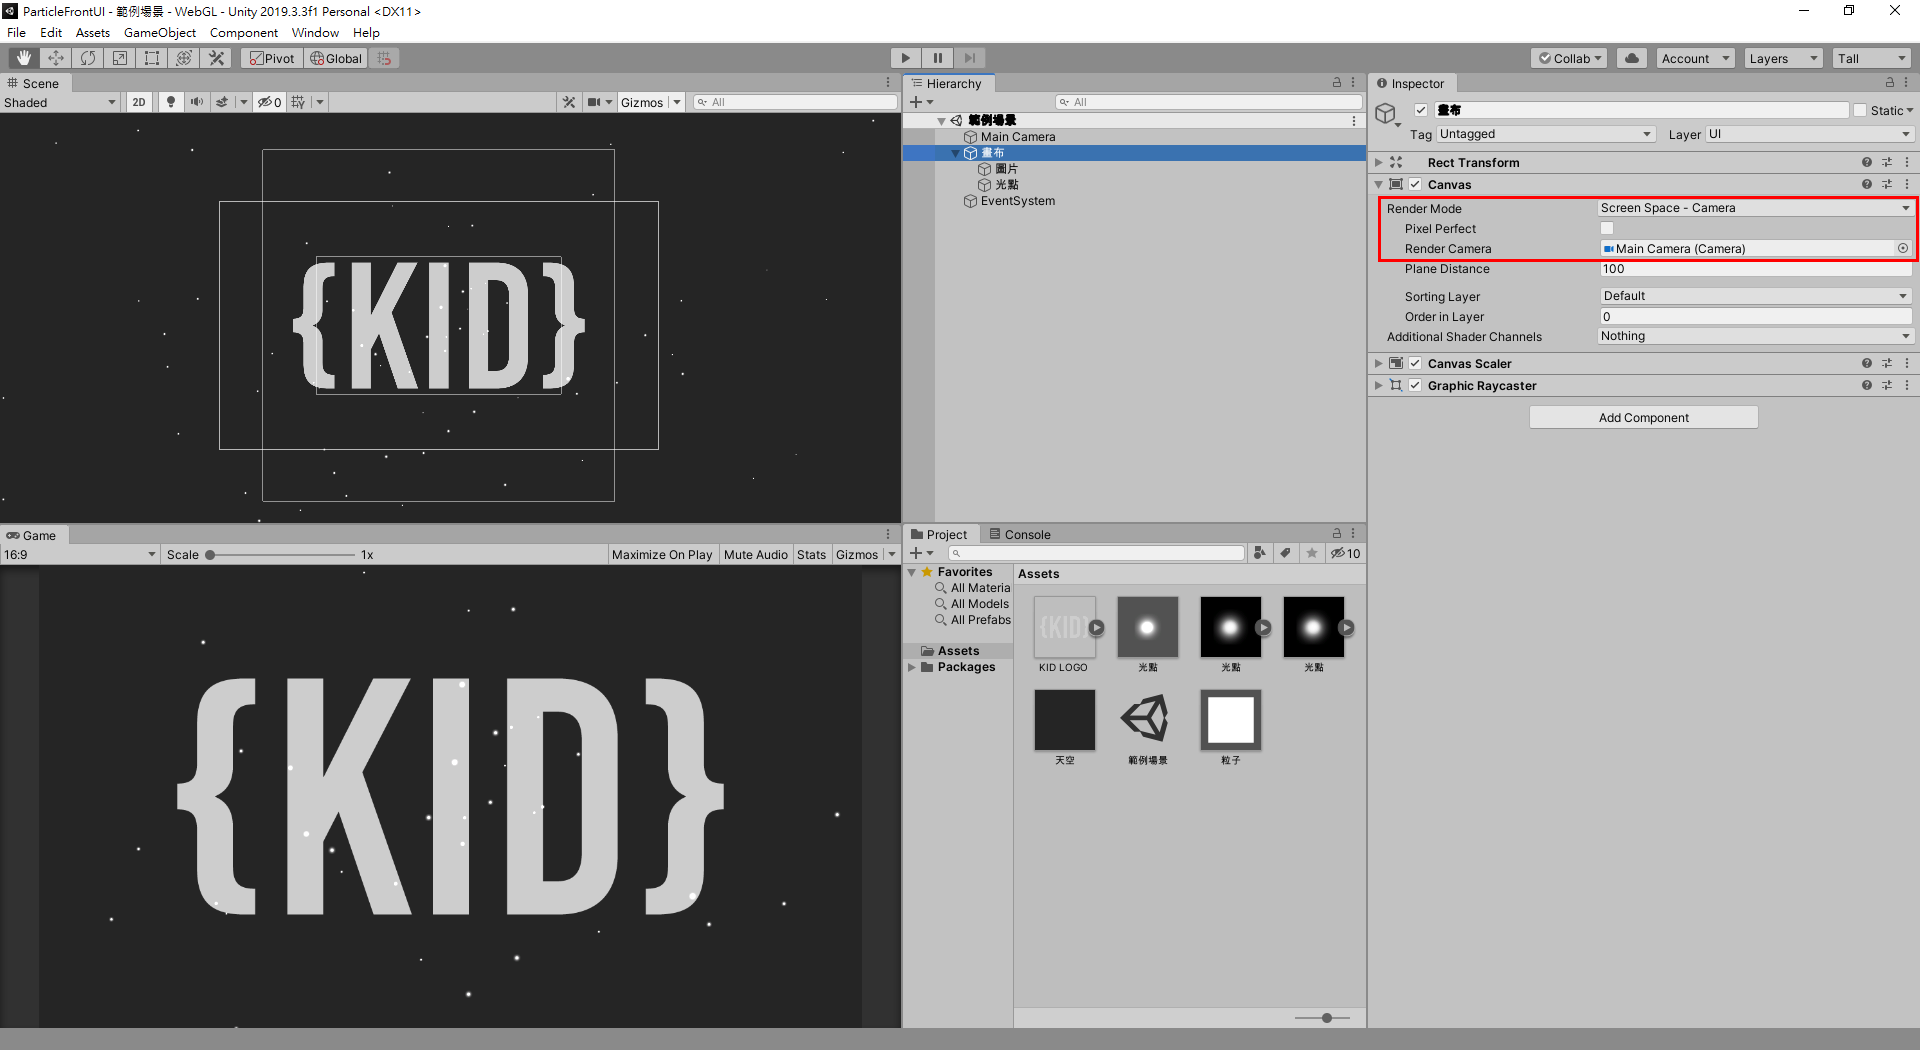 ParticleFrontUI - 範例場景 - WebGL - Unity 2019.3.3f1 Personal <DX11>
File Edit Assets GameObject Component Window Help
Pivot Global Collab Account Layers Tall
Scene
Shaded 2D 0 Gizmos All
{KID}
Game
16:9 Scale 1x Maximize On Play Mute Audio Stats Gizmos
{KID}
Hierarchy
All
範例場景
Main Camera
畫布
圖片
光點
EventSystem
Project Console
10
Favorites
All Materia
All Models
All Prefabs
Assets
Packages
Assets
{KID}
KID LOGO 光點 光點 光點
天空 範例場景 粒子
Inspector
畫布 Static
Tag Untagged Layer UI
Rect Transform
Canvas
Render Mode Screen Space - Camera
Pixel Perfect
Render Camera Main Camera (Camera)
Plane Distance 100
Sorting Layer Default
Order in Layer 0
Additional Shader Channels Nothing
Canvas Scaler
Graphic Raycaster
Add Component